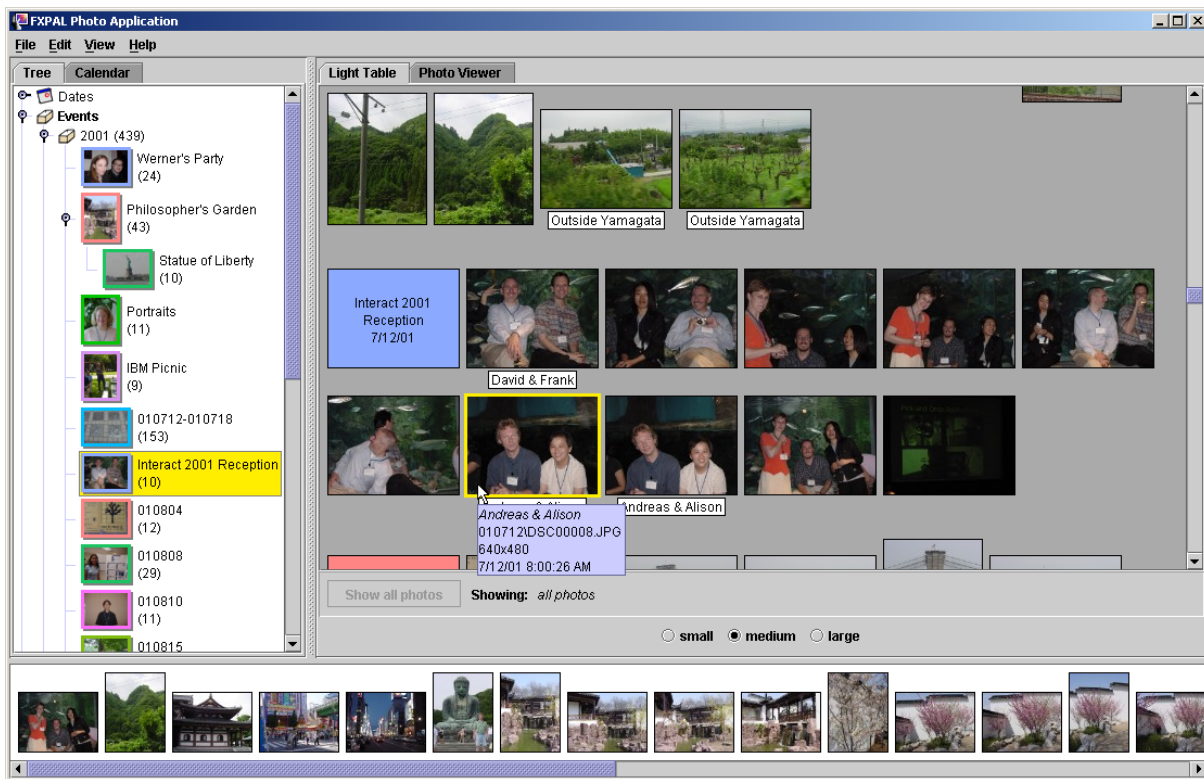 FXPAL Photo Application
File Edit View Help
Tree Calendar
Dates
Events
2001 (439)
Werner's Party
(24)
Philosopher's Garden
(43)
Statue of Liberty
(10)
Portraits
(11)
IBM Picnic
(9)
010712-010718
(153)
Interact 2001 Reception
(10)
010804
(12)
010808
(29)
010810
(11)
010815
Light Table Photo Viewer
Outside Yamagata
Outside Yamagata
Interact 2001
Reception
7/12/01
David & Frank
Andreas & Alison
Andreas & Alison
010712\DSC00008.JPG
640x480
7/12/01 8:00:26 AM
Show all photos Showing: all photos
small medium large